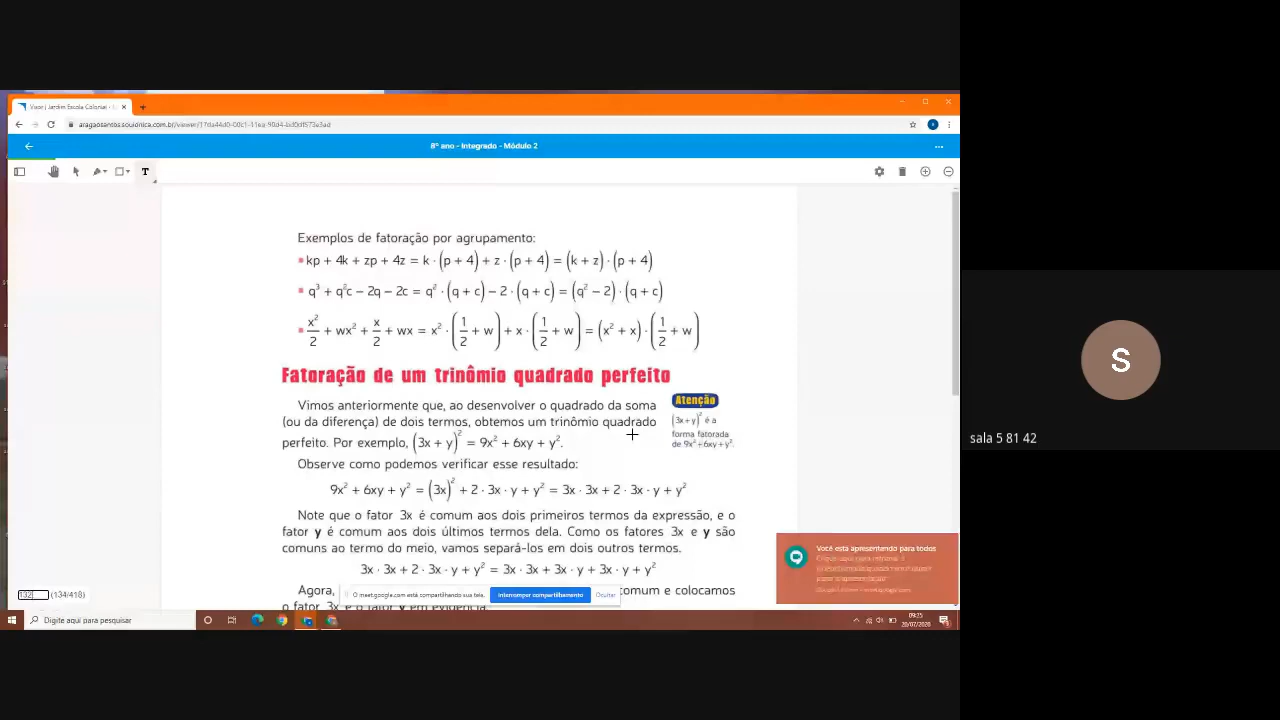 Visor | Jardim Escola Colonial
8º ano - Integrado - Módulo 2
T
Exemplos de fatoração por agrupamento:
kp + 4k + zp + 4z = k · (p + 4) + z · (p + 4) = (k + z) · (p + 4)
q³ + q²c − 2q − 2c = q² · (q + c) − 2 · (q + c) = (q² − 2) · (q + c)
x²/2 + wx² + x/2 + wx = x² · (1/2 + w) + x · (1/2 + w) = (x² + x) · (1/2 + w)
Fatoração de um trinômio quadrado perfeito
Vimos anteriormente que, ao desenvolver o quadrado da soma
(ou da diferença) de dois termos, obtemos um trinômio quadrado
perfeito. Por exemplo, (3x + y)² = 9x² + 6xy + y².
Atenção
(3x+y)² é a
forma fatorada
de 9x² + 6xy + y².
Observe como podemos verificar esse resultado:
9x² + 6xy + y² = (3x)² + 2 · 3x · y + y² = 3x · 3x + 2 · 3x · y + y²
Note que o fator 3x é comum aos dois primeiros termos da expressão, e o
fator y é comum aos dois últimos termos dela. Como os fatores 3x e y são
comuns ao termo do meio, vamos separá-los em dois outros termos.
3x · 3x + 2 · 3x · y + y² = 3x · 3x + 3x · y + 3x · y + y²
Agora, comum e colocamos
o fator 3x e o fator y em evidência.
Você está apresentando para todos
132 (134/418)
O meet.google.com está compartilhando sua tela.
Interromper compartilhamento
Ocultar
Digite aqui para pesquisar
09:25
20/07/2020
S
sala 5 81 42